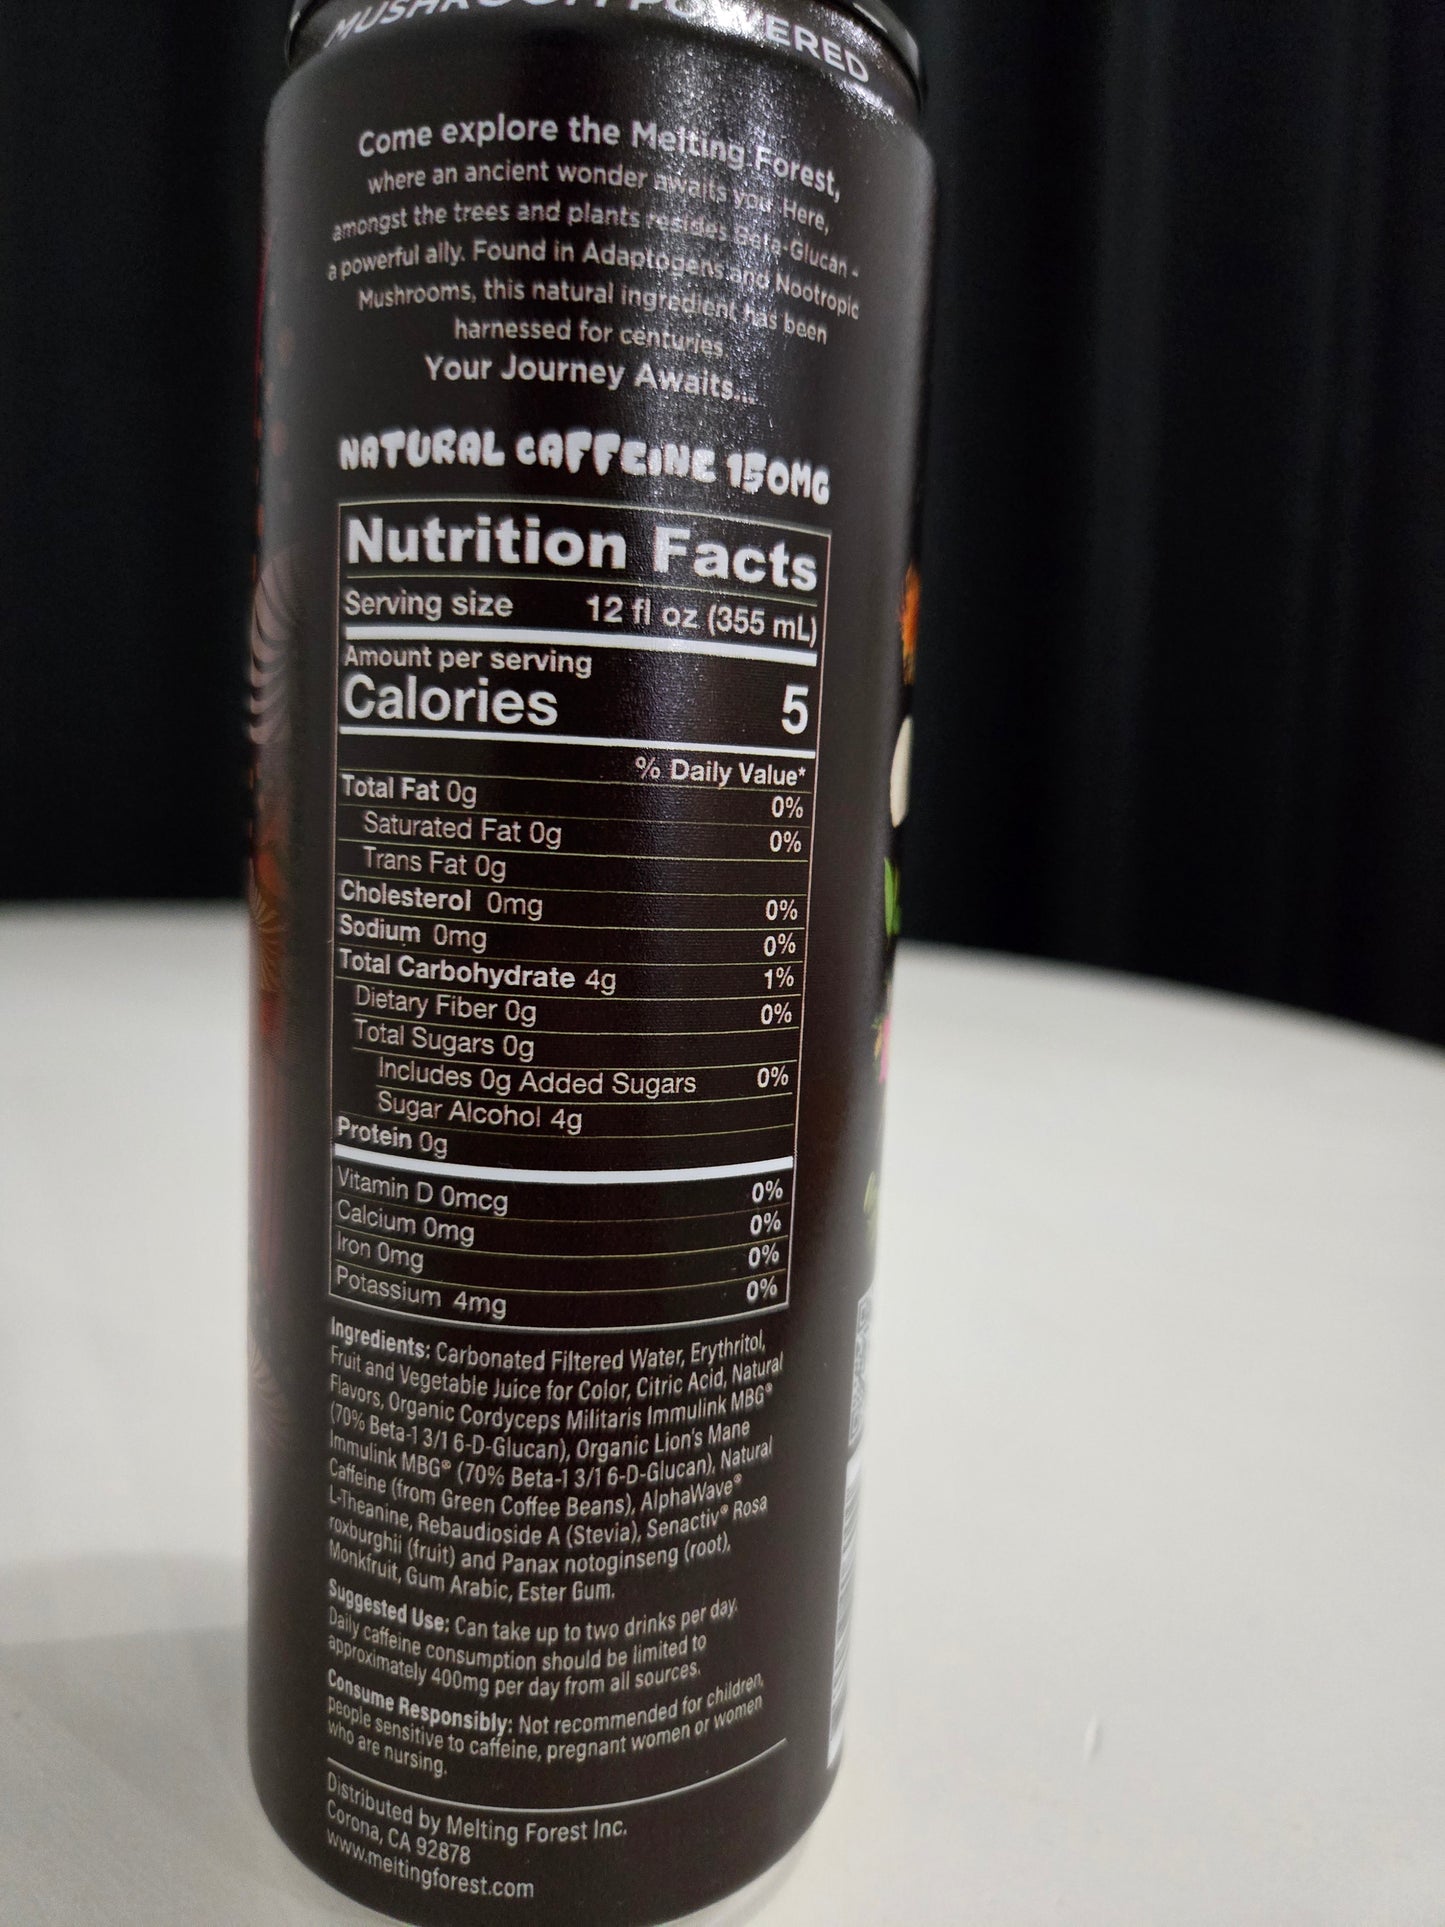 MUSHROOM POWERED
Come explore the Melting Forest,
where an ancient wonder awaits you. Here,
amongst the trees and plants resides Beta-Glucan -
a powerful ally. Found in Adaptogens and Nootropic
Mushrooms, this natural ingredient has been
harnessed for centuries.
Your Journey Awaits...
NATURAL CAFFEINE 150MG
Nutrition Facts
Serving size 12 fl oz (355 mL)
Amount per serving
Calories 5
% Daily Value*
Total Fat 0g 0%
Saturated Fat 0g 0%
Trans Fat 0g
Cholesterol 0mg 0%
Sodium 0mg 0%
Total Carbohydrate 4g 1%
Dietary Fiber 0g 0%
Total Sugars 0g
Includes 0g Added Sugars 0%
Sugar Alcohol 4g
Protein 0g
Vitamin D 0mcg 0%
Calcium 0mg 0%
Iron 0mg 0%
Potassium 4mg 0%
Ingredients: Carbonated Filtered Water, Erythritol,
Fruit and Vegetable Juice for Color, Citric Acid, Natural
Flavors, Organic Cordyceps Militaris Immulink MBG®
(70% Beta-1 3/1 6-D-Glucan), Organic Lion's Mane
Immulink MBG® (70% Beta-1 3/1 6-D-Glucan), Natural
Caffeine (from Green Coffee Beans), AlphaWave®
L-Theanine, Rebaudioside A (Stevia), Senactiv® Rosa
roxburghii (fruit) and Panax notoginseng (root),
Monkfruit, Gum Arabic, Ester Gum.
Suggested Use: Can take up to two drinks per day.
Daily caffeine consumption should be limited to
approximately 400mg per day from all sources.
Consume Responsibly: Not recommended for children,
people sensitive to caffeine, pregnant women or women
who are nursing.
Distributed by Melting Forest Inc.
Corona, CA 92878
www.meltingforest.com